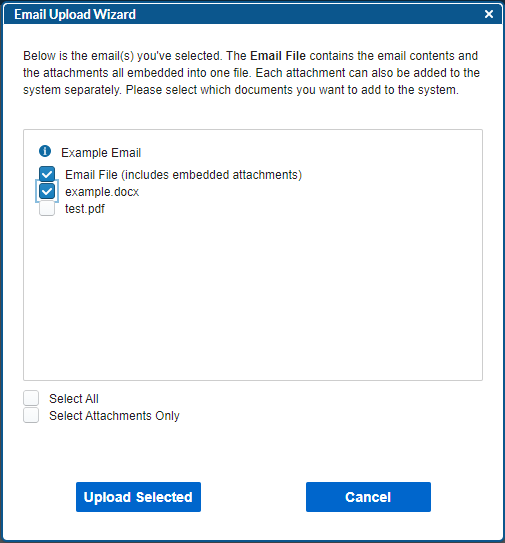 Email Upload Wizard
Below is the email(s) you've selected. The Email File contains the email contents and
the attachments all embedded into one file. Each attachment can also be added to the
system separately. Please select which documents you want to add to the system.
Example Email
Email File (includes embedded attachments)
example.docx
test.pdf
Select All
Select Attachments Only
Upload Selected
Cancel